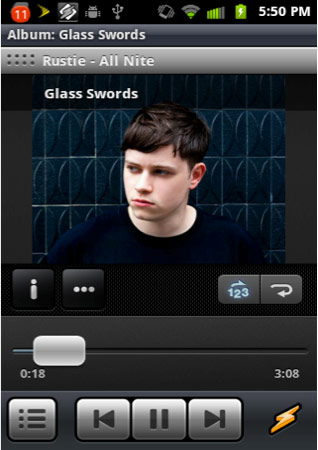 11
5:50 PM
Album: Glass Swords
Rustie - All Nite
Glass Swords
i
123
0:18
3:08